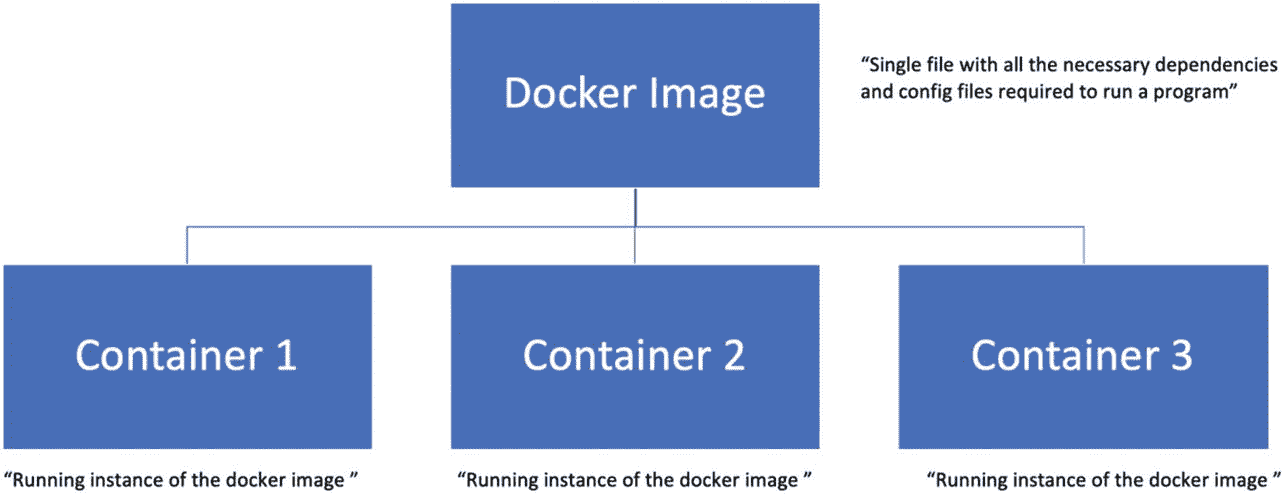 Docker Image
“Single file with all the necessary dependencies
and config files required to run a program”
Container 1
Container 2
Container 3
“Running instance of the docker image ”
“Running instance of the docker image ”
“Running instance of the docker image ”